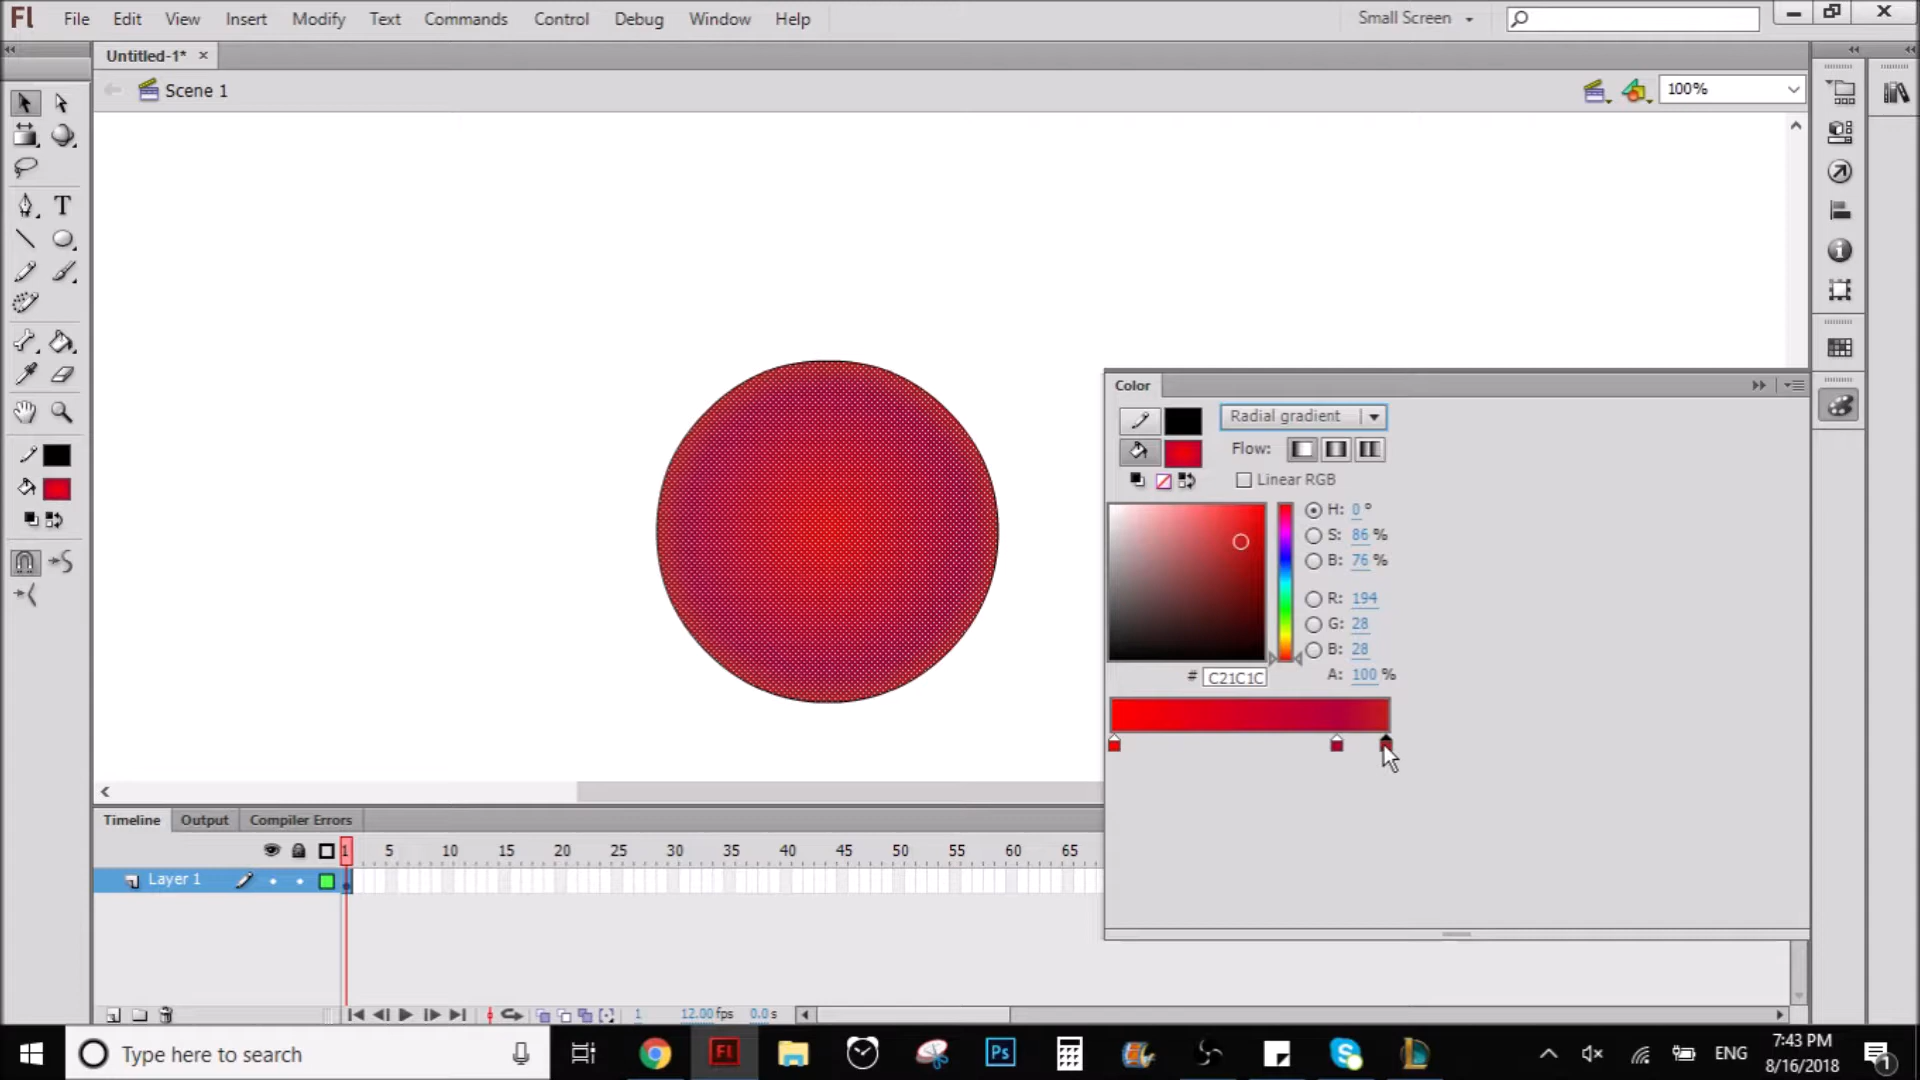 Fl File Edit View Insert Modify Text Commands Control Debug Window Help Small Screen
Untitled-1* ×
Scene 1 100%
T
Color
Radial gradient
Flow:
Linear RGB
H: 0 °
S: 86 %
B: 76 %
R: 194
G: 28
B: 28
# C21C1C A: 100 %
Timeline Output Compiler Errors
1 5 10 15 20 25 30 35 40 45 50 55 60 65
Layer 1
1 12.00 fps 0.0 s
Type here to search Fl Ps S ENG 7:43 PM
8/16/2018 1